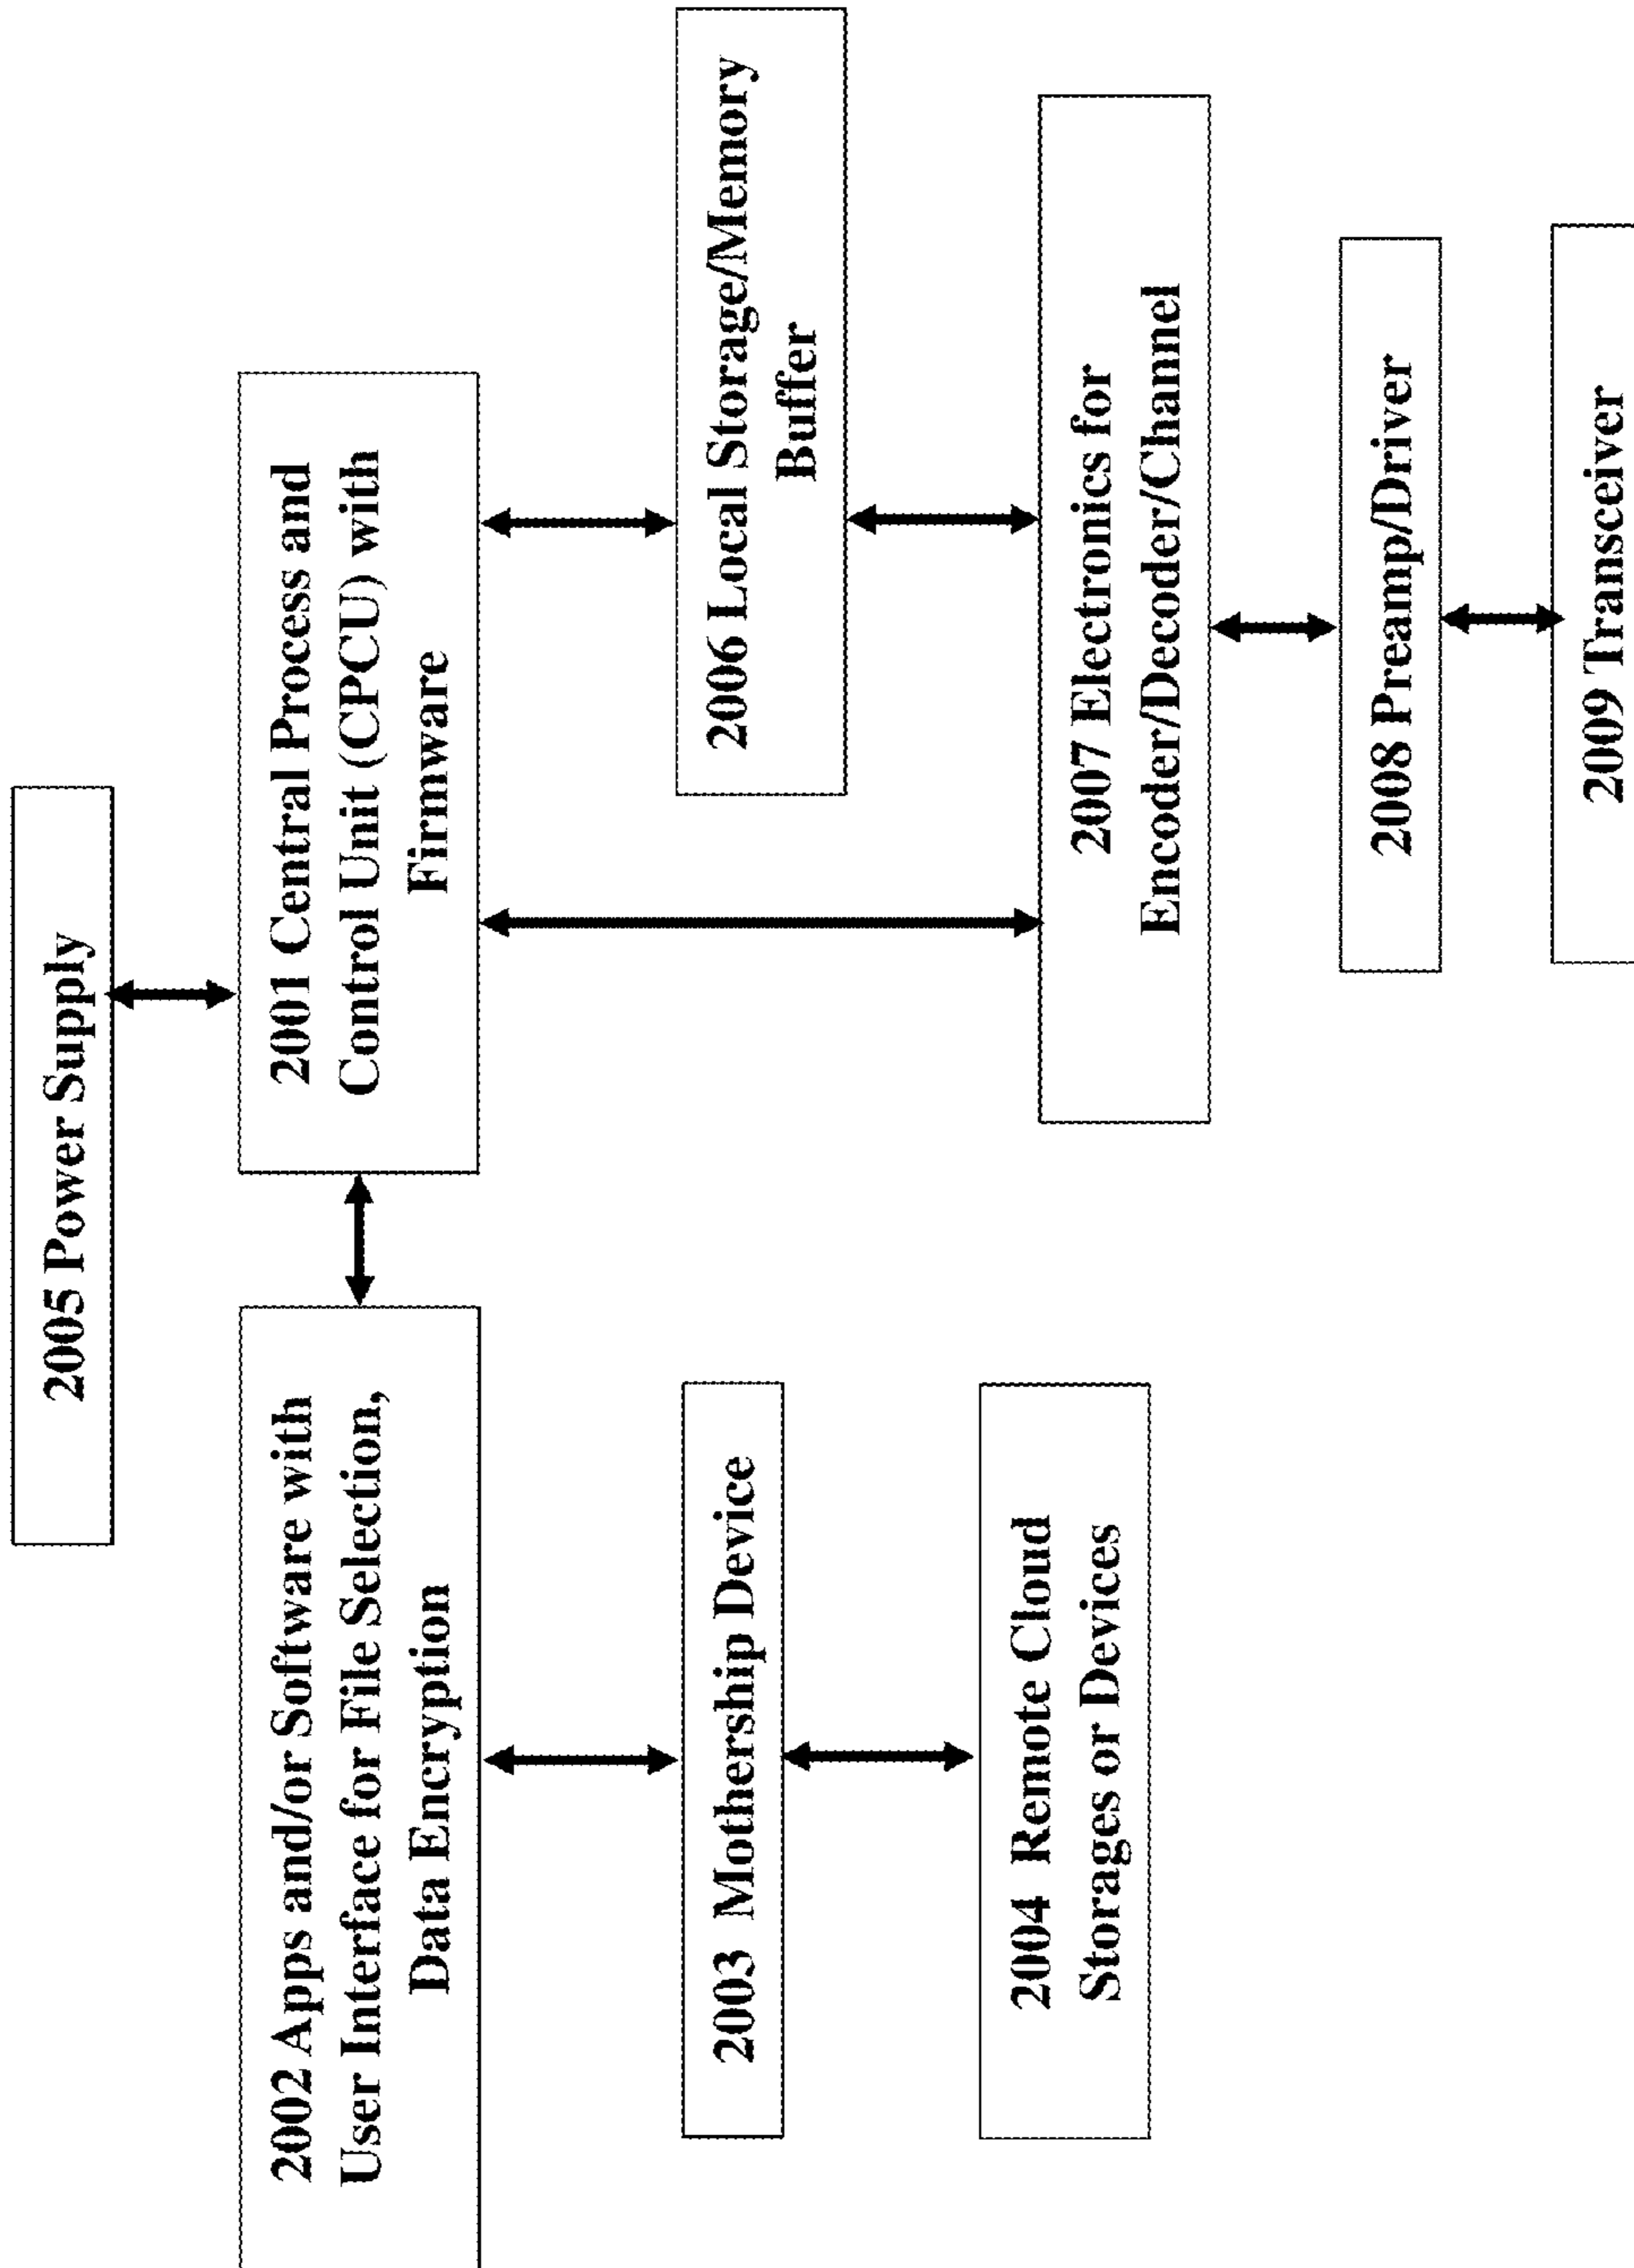 2005 Power Supply
2002 Apps and/or Software with
User Interface for File Selection,
Data Encryption
2001 Central Process and
Control Unit (CPCU) with
Firmware
2003 Mothership Device
2006 Local Storage/Memory
Buffer
2004 Remote Cloud
Storages or Devices
2007 Electronics for
Encoder/Decoder/Channel
2008 Preamp/Driver
2009 Transceiver